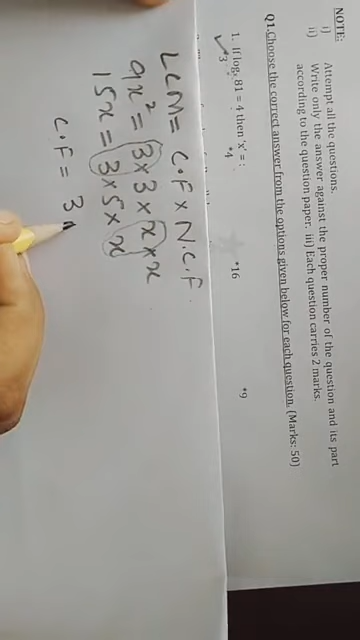 NOTE:
i) Attempt all the questions.
ii) Write only the answer against the proper number of the question and its part
according to the question paper. iii) Each question carries 2 marks.
Q1.Choose the correct answer from the options given below for each question. (Marks: 50)
1. If logₓ 81 = 4 then 'x' = :
*3 *4 *16 *9
LCM = C.F x N.C.F.
9x² = 3 x 3 x x x x
15x = 3 x 5 x x
C.F = 3